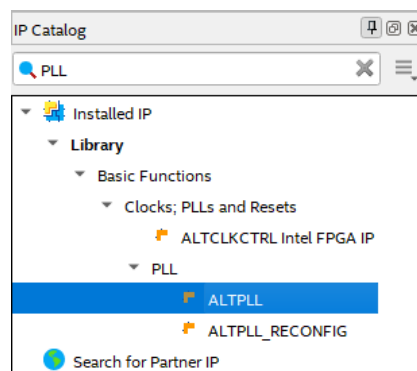 IP Catalog
PLL
Installed IP
Library
Basic Functions
Clocks; PLLs and Resets
ALTCLKCTRL Intel FPGA IP
PLL
ALTPLL
ALTPLL_RECONFIG
Search for Partner IP